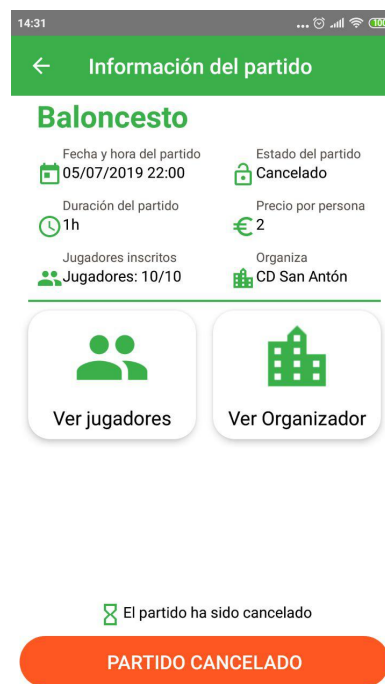 14:31 ... 100
Información del partido
Baloncesto
Fecha y hora del partido
05/07/2019 22:00
Estado del partido
Cancelado
Duración del partido
1h
Precio por persona
2
Jugadores inscritos
Jugadores: 10/10
Organiza
CD San Antón
Ver jugadores
Ver Organizador
El partido ha sido cancelado
PARTIDO CANCELADO